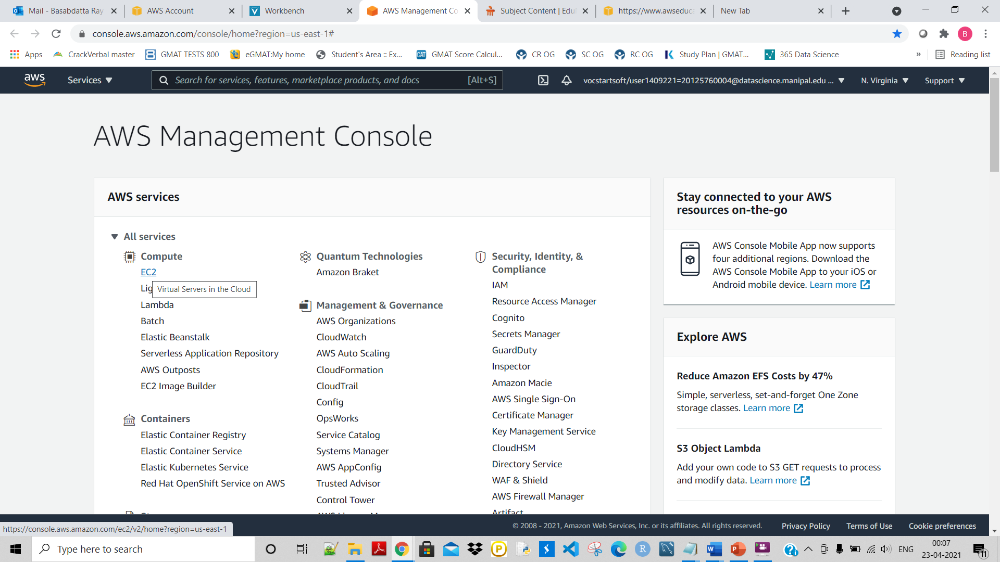 Mail - Basabdatta Ray
AWS Account
Workbench
AWS Management Co
Subject Content | Edu
https://www.awseduca
New Tab
console.aws.amazon.com/console/home?region=us-east-1#
B
Apps
CrackVerbal master
GMAT TESTS 800
eGMAT:My home
Student's Area :: Ex...
CAT
GMAT Score Calcul...
CR OG
SC OG
RC OG
Study Plan | GMAT...
365 Data Science
»
Reading list
aws
Services
Search for services, features, marketplace products, and docs
[Alt+S]
vocstartsoft/user1409221=20125760004@datascience.manipal.edu ...
N. Virginia
Support
AWS Management Console
AWS services
All services
Compute
EC2
Lig
Virtual Servers in the Cloud
Lambda
Batch
Elastic Beanstalk
Serverless Application Repository
AWS Outposts
EC2 Image Builder
Containers
Elastic Container Registry
Elastic Container Service
Elastic Kubernetes Service
Red Hat OpenShift Service on AWS
Quantum Technologies
Amazon Braket
Management & Governance
AWS Organizations
CloudWatch
AWS Auto Scaling
CloudFormation
CloudTrail
Config
OpsWorks
Service Catalog
Systems Manager
AWS AppConfig
Trusted Advisor
Control Tower
Security, Identity, &
Compliance
IAM
Resource Access Manager
Cognito
Secrets Manager
GuardDuty
Inspector
Amazon Macie
AWS Single Sign-On
Certificate Manager
Key Management Service
CloudHSM
Directory Service
WAF & Shield
AWS Firewall Manager
Artifact
Stay connected to your AWS
resources on-the-go
AWS Console Mobile App now supports
four additional regions. Download the
AWS Console Mobile App to your iOS or
Android mobile device. Learn more
Explore AWS
Reduce Amazon EFS Costs by 47%
Simple, serverless, set-and-forget One Zone
storage classes. Learn more
S3 Object Lambda
Add your own code to S3 GET requests to process
and modify data. Learn more
https://console.aws.amazon.com/ec2/v2/home?region=us-east-1
© 2008 - 2021, Amazon Web Services, Inc. or its affiliates. All rights reserved.
Privacy Policy
Terms of Use
Cookie preferences
Type here to search
ENG
00:07
23-04-2021
11